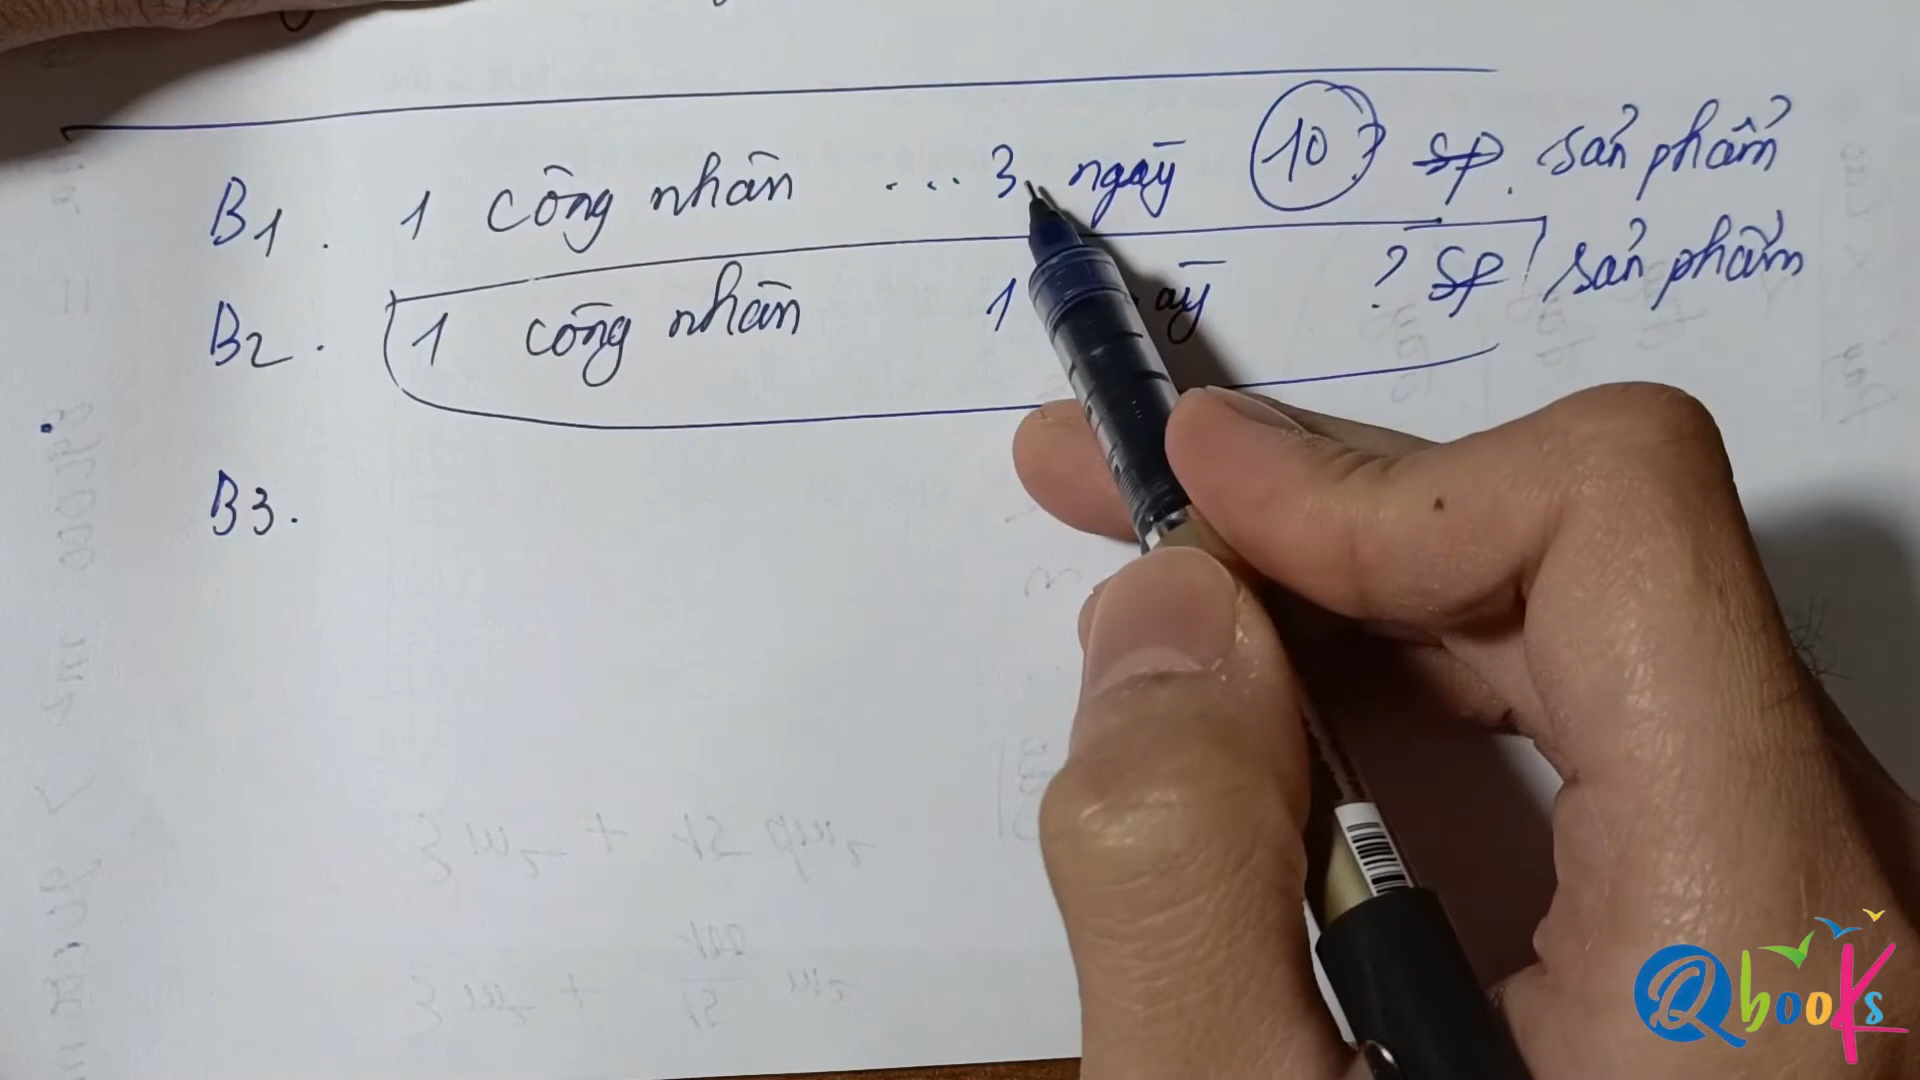 B1. 1 công nhân ... 3 ngày 10? sp. sản phẩm
B2. 1 công nhân 1 ày ? sp sản phẩm
B3.
Qbooks